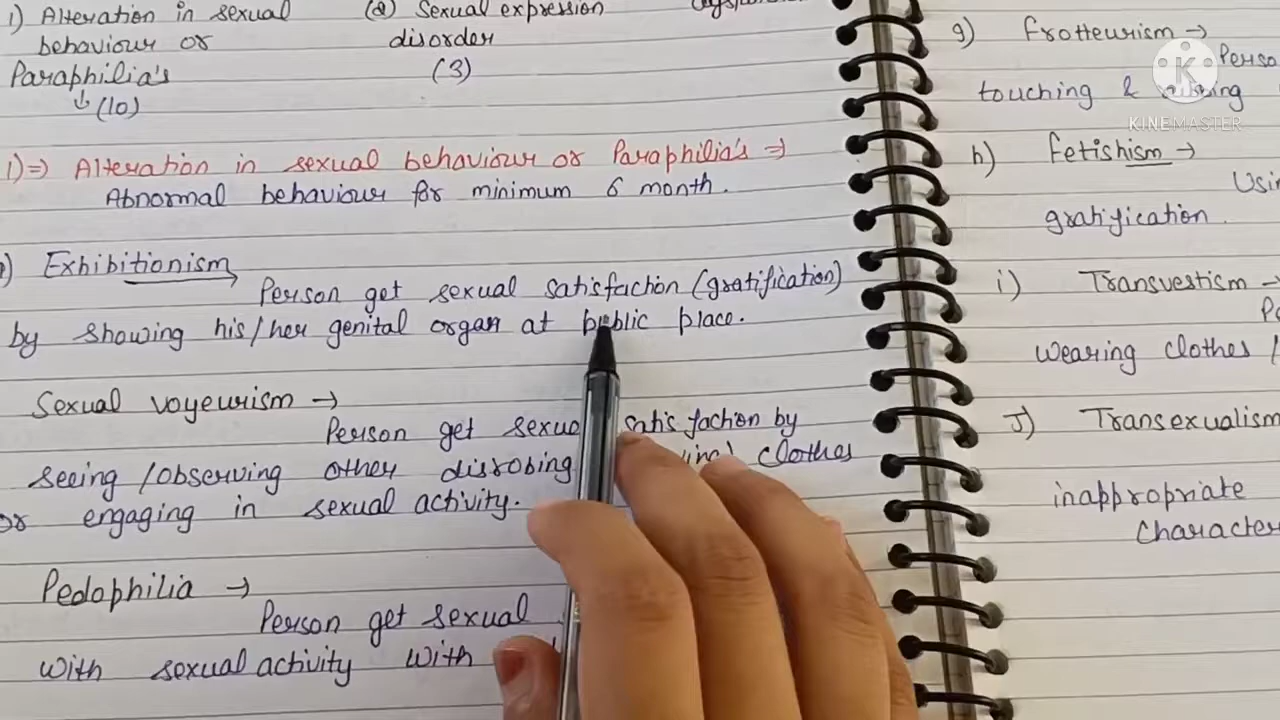 1) Alteration in sexual
behaviour or
Paraphilia's
↓(10)
(2) Sexual expression
disorder
(3)
1)⇒ Alteration in sexual behaviour or Paraphilia's ⇒
Abnormal behaviour for minimum 6 month.
Exhibitionism →
Person get sexual satisfaction (gratification)
by showing his/her genital organ at public place.
Sexual voyeurism →
Person get sexual satisfaction by
seeing /observing other disrobing clothes
or engaging in sexual activity.
Pedophilia →
Person get sexual
with sexual activity with
g) Frotteurism →
touching &
h) Fetishism →
gratification.
i) Transvestism
wearing clothes
J) Transexualism
inappropriate
KINEMASTER